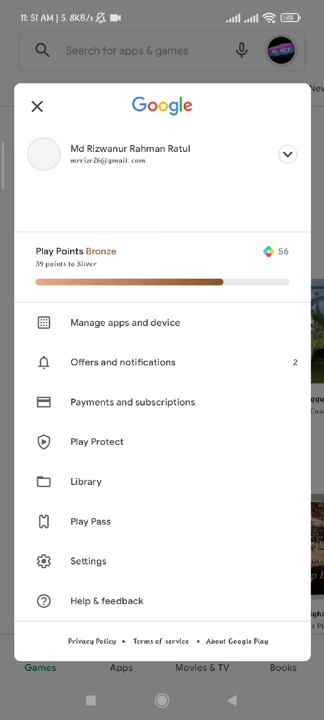 11: 51 AM | 5. 8KB/s
Search for apps & games
Google
Md Rizwanur Rahman Ratul
mrrizr26@gmail. com
Play Points Bronze
56
39 points to Silver
Manage apps and device
Offers and notifications
2
Payments and subscriptions
Play Protect
Library
Play Pass
Settings
Help & feedback
Privacy Policy • Terms of service • About Google Play
Games
Apps
Movies & TV
Books